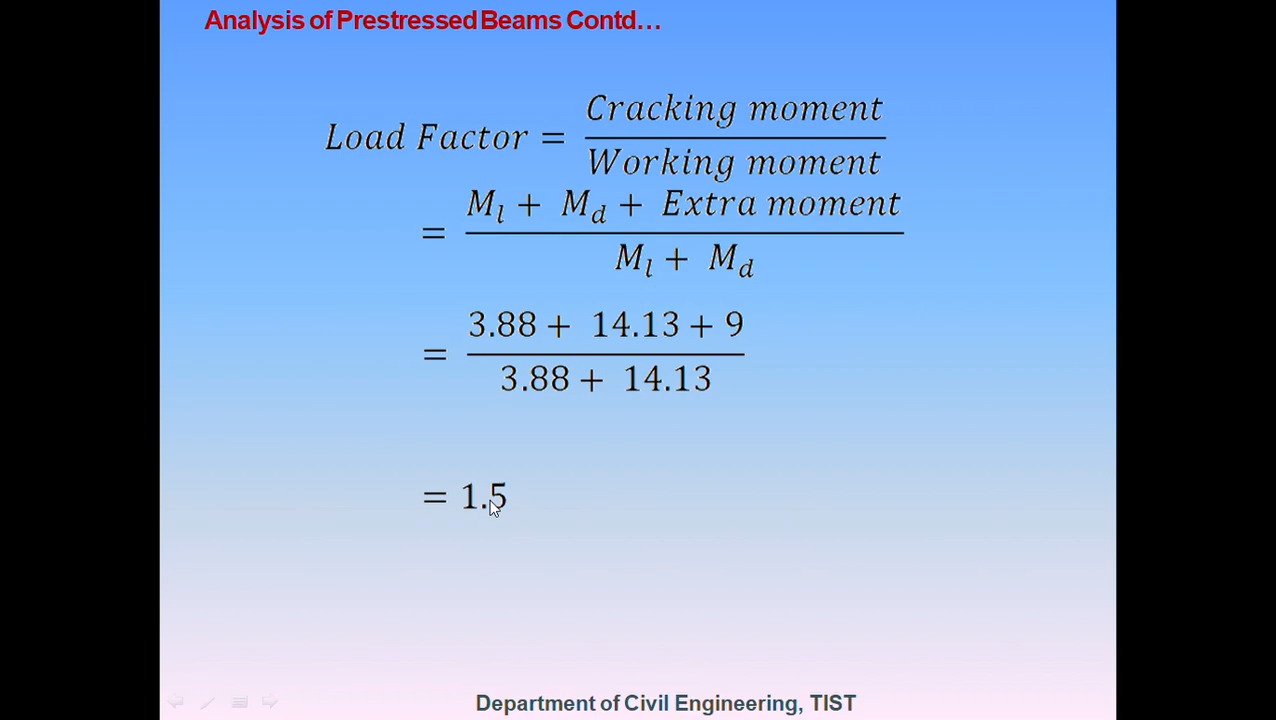 Analysis of Prestressed Beams Contd…
Load Factor = Cracking moment / Working moment
= M_l + M_d + Extra moment / M_l + M_d
= 3.88 + 14.13 + 9 / 3.88 + 14.13
= 1.5
Department of Civil Engineering, TIST